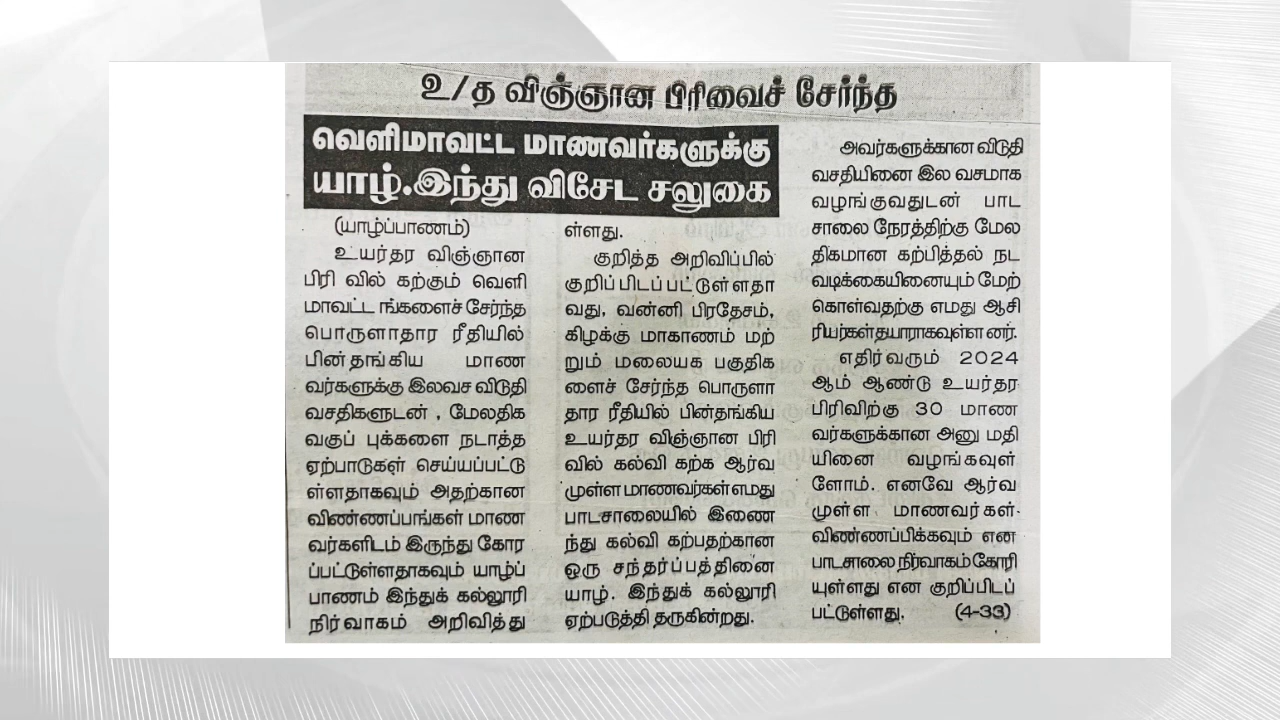 உ/த விஞ்ஞான பிரிவைச் சேர்ந்த
வெளிமாவட்ட மாணவர்களுக்கு
யாழ்.இந்து விசேட சலுகை
(யாழ்ப்பாணம்)
உயர்தர விஞ்ஞான
பிரி வில் கற்கும் வெளி
மாவட்ட ங்களைச் சேர்ந்த
பொருளாதார ரீதியில்
பின்தங்கிய மாண
வர்களுக்கு இலவச விடுதி
வசதிகளுடன் , மேலதிக
வகுப் புக்களை நடாத்த
ஏற்பாடுகள் செய்யப்பட்டு
ள்ளதாகவும் அதற்கான
விண்ணப்பங்கள் மாண
வர்களிடம் இருந்து கோர
ப்பட்டுள்ளதாகவும் யாழ்ப்
பாணம் இந்துக் கல்லூரி
நிர்வாகம் அறிவித்து
ள்ளது.
குறித்த அறிவிப்பில்
குறிப்பிடப்பட்டுள்ளதா
வது, வன்னி பிரதேசம்,
கிழக்கு மாகாணம் மற்
றும் மலையக பகுதிக
ளைச் சேர்ந்த பொருளா
தார ரீதியில் பின்தங்கிய
உயர்தர விஞ்ஞான பிரி
வில் கல்வி கற்க ஆர்வ
முள்ள மாணவர்கள் எமது
பாடசாலையில் இணை
ந்து கல்வி கற்பதற்கான
ஒரு சந்தர்ப்பத்தினை
யாழ். இந்துக் கல்லூரி
ஏற்படுத்தி தருகின்றது.
அவர்களுக்கான விடுதி
வசதியினை இல வசமாக
வழங்குவதுடன் பாட
சாலை நேரத்திற்கு மேல
திகமான கற்பித்தல் நட
வடிக்கையினையும் மேற்
கொள்வதற்கு எமது ஆசி
ரியர்கள் தயாராகவுள்ள னர்.
எதிர்வரும் 2024
ஆம் ஆண்டு உயர்தர
பிரிவிற்கு 30 மாண
வர்களுக்கான அனு மதி
யினை வழங்கவுள்
ளோம். எனவே ஆர்வ
முள்ள மாணவர்கள்
விண்ணப்பிக்கவும் என
பாடசாலை நிர்வாகம் கோரி
யுள்ளது என குறிப்பிடப்
பட்டுள்ளது. (4-33)